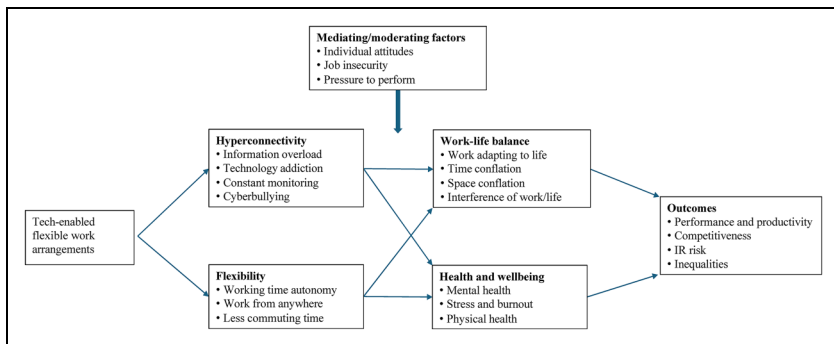 Mediating/moderating factors
• Individual attitudes
• Job insecurity
• Pressure to perform
Hyperconnectivity
• Information overload
• Technology addiction
• Constant monitoring
• Cyberbullying
Work-life balance
• Work adapting to life
• Time conflation
• Space conflation
• Interference of work/life
Tech-enabled
flexible work
arrangements
Outcomes
• Performance and productivity
• Competitiveness
• IR risk
• Inequalities
Flexibility
• Working time autonomy
• Work from anywhere
• Less commuting time
Health and wellbeing
• Mental health
• Stress and burnout
• Physical health